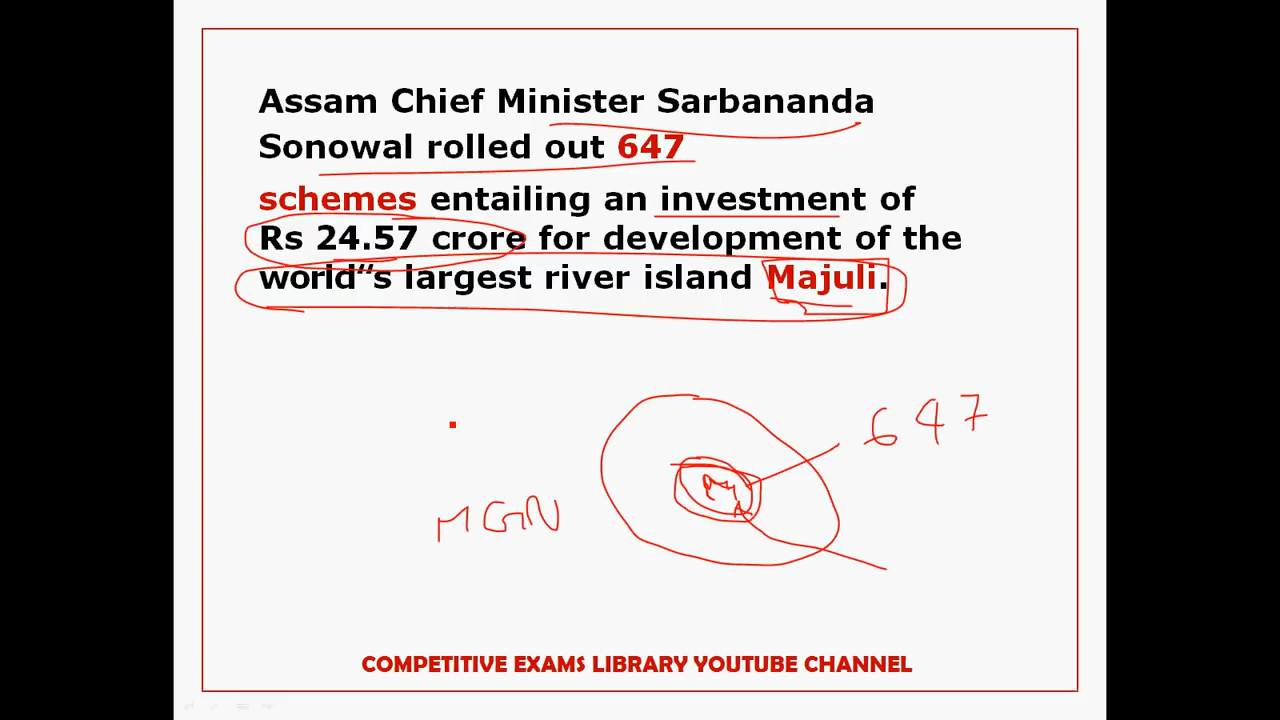 Assam Chief Minister Sarbananda
Sonowal rolled out 647
schemes entailing an investment of
Rs 24.57 crore for development of the
world“s largest river island Majuli.
647
MGN
COMPETITIVE EXAMS LIBRARY YOUTUBE CHANNEL